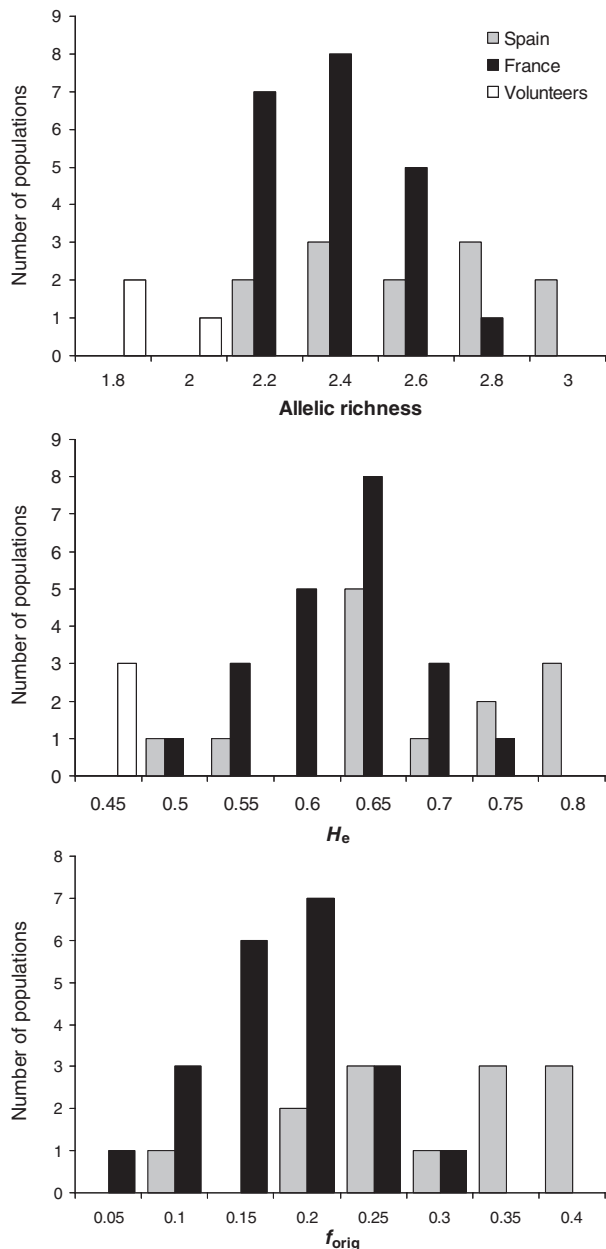 9
8
7
6
5
4
3
2
1
0
Number of populations
Spain
France
Volunteers
1.8 2 2.2 2.4 2.6 2.8 3
Allelic richness
9
8
7
6
5
4
3
2
1
0
Number of populations
0.45 0.5 0.55 0.6 0.65 0.7 0.75 0.8
He
8
7
6
5
4
3
2
1
0
Number of populations
0.05 0.1 0.15 0.2 0.25 0.3 0.35 0.4
forig